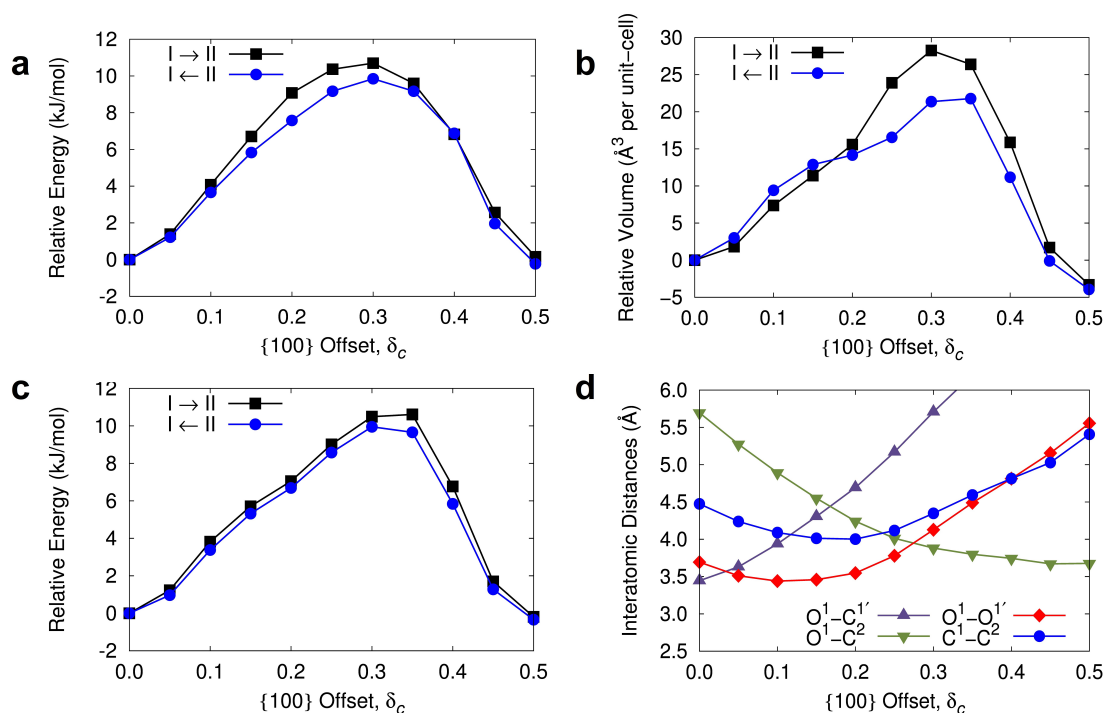 a
Relative Energy (kJ/mol)
12
10
8
6
4
2
0
-2
I → II
I ← II
0.0 0.1 0.2 0.3 0.4 0.5
{100} Offset, δc
b
Relative Volume (Å3 per unit-cell)
30
25
20
15
10
5
0
−5
I → II
I ← II
0.0 0.1 0.2 0.3 0.4 0.5
{100} Offset, δc
c
Relative Energy (kJ/mol)
12
10
8
6
4
2
0
-2
I → II
I ← II
0.0 0.1 0.2 0.3 0.4 0.5
{100} Offset, δc
d
Interatomic Distances (Å)
6.0
5.5
5.0
4.5
4.0
3.5
3.0
2.5
O1−C1′ O1−O1′
O1−C2 C1−C2
0.0 0.1 0.2 0.3 0.4 0.5
{100} Offset, δc